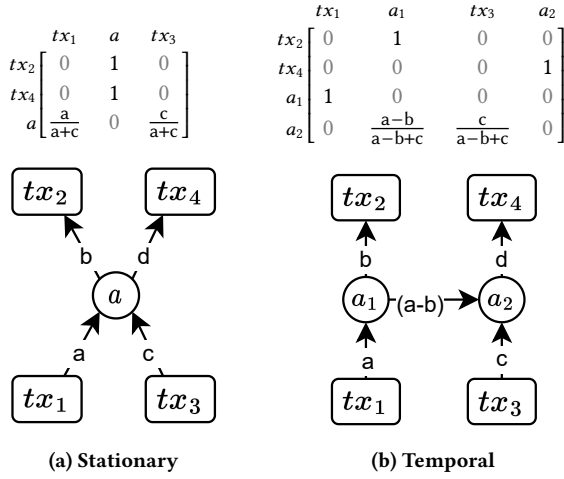 tx₁ a tx₃
tx₂ 0 1 0
tx₄ 0 1 0
a a/a+c 0 c/a+c
tx₂ tx₄
b d
a
a c
tx₁ tx₃
(a) Stationary
tx₁ a₁ tx₃ a₂
tx₂ 0 1 0 0
tx₄ 0 0 0 1
a₁ 1 0 0 0
a₂ 0 a−b/a−b+c c/a−b+c 0
tx₂ tx₄
b d
a₁ (a-b) a₂
a c
tx₁ tx₃
(b) Temporal